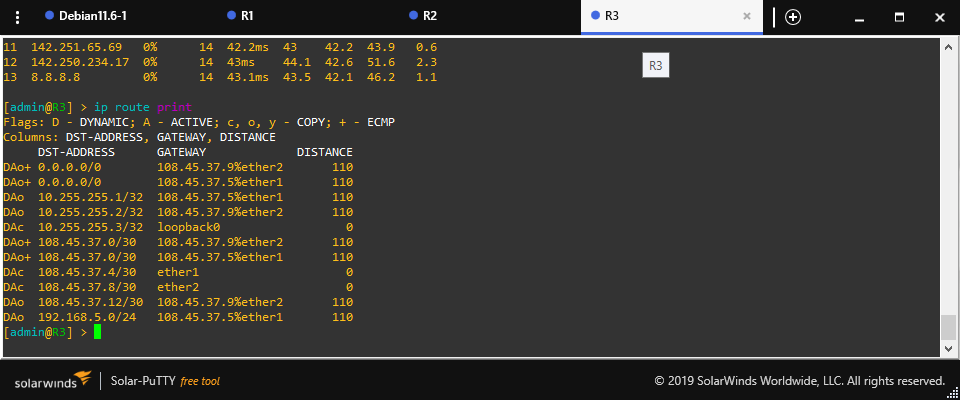 Debian11.6-1 R1 R2 R3
R3
11 142.251.65.69 0% 14 42.2ms 43 42.2 43.9 0.6
12 142.250.234.17 0% 14 43ms 44.1 42.6 51.6 2.3
13 8.8.8.8 0% 14 43.1ms 43.5 42.1 46.2 1.1
[admin@R3] > ip route print
Flags: D - DYNAMIC; A - ACTIVE; c, o, y - COPY; + - ECMP
Columns: DST-ADDRESS, GATEWAY, DISTANCE
DST-ADDRESS GATEWAY DISTANCE
DAo+ 0.0.0.0/0 108.45.37.9%ether2 110
DAo+ 0.0.0.0/0 108.45.37.5%ether1 110
DAo 10.255.255.1/32 108.45.37.5%ether1 110
DAo 10.255.255.2/32 108.45.37.9%ether2 110
DAc 10.255.255.3/32 loopback0 0
DAo+ 108.45.37.0/30 108.45.37.9%ether2 110
DAo+ 108.45.37.0/30 108.45.37.5%ether1 110
DAc 108.45.37.4/30 ether1 0
DAc 108.45.37.8/30 ether2 0
DAo 108.45.37.12/30 108.45.37.9%ether2 110
DAo 192.168.5.0/24 108.45.37.5%ether1 110
[admin@R3] >
solarwinds Solar-PuTTY free tool © 2019 SolarWinds Worldwide, LLC. All rights reserved.